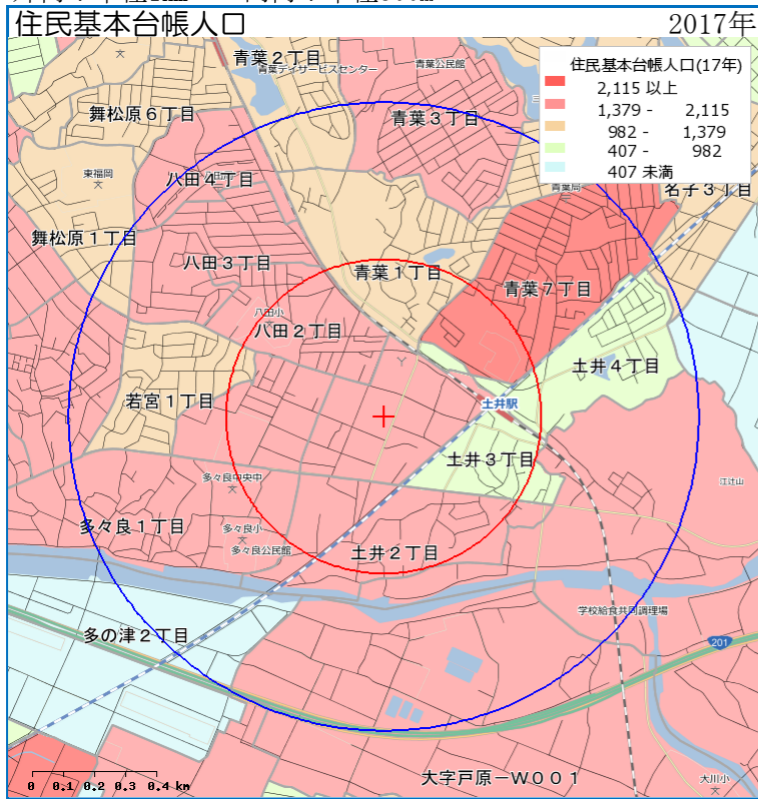 住民基本台帳人口
2017年
住民基本台帳人口(17年)
2,115 以上
1,379 - 2,115
982 - 1,379
407 - 982
407 未満
青葉2丁目
青葉デイサービスセンター
青葉公民館
舞松原6丁目
青葉3丁目
東福岡
八田4丁目
青葉局
名子3丁目
舞松原1丁目
八田3丁目
青葉1丁目
青葉7丁目
八田小
八田2丁目
土井4丁目
若宮1丁目
土井駅
土井3丁目
多々良中央中
江辻山
多々良1丁目
多々良小
多々良公民館
土井2丁目
学校給食共同調理場
多の津2丁目
201
大字戸原-W001
大川小
0 0.1 0.2 0.3 0.4 km